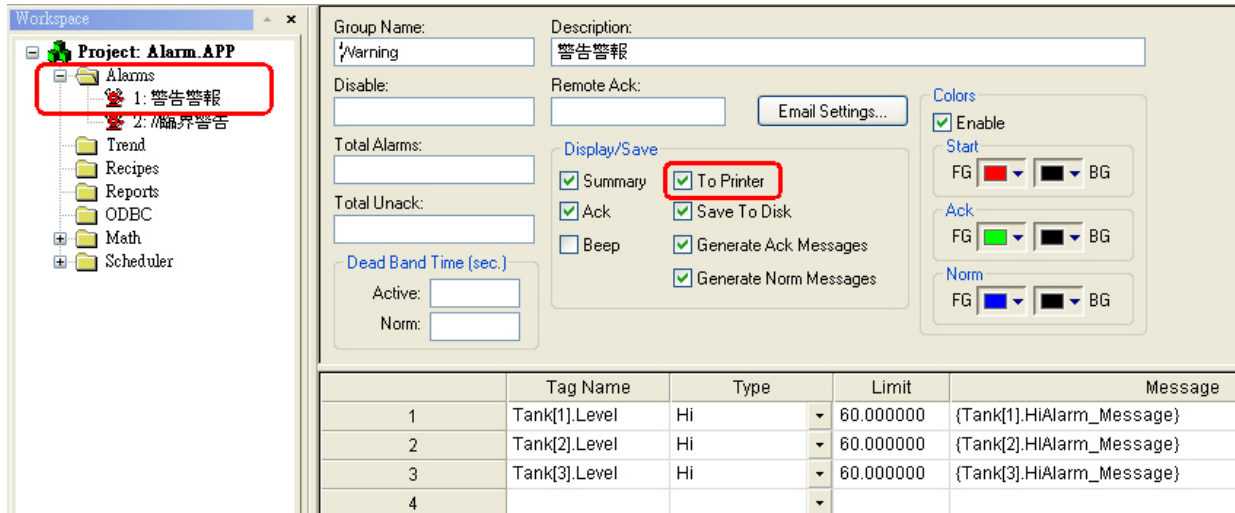 Workspace
Project: Alarm.APP
Alarms
1: 警告警報
2: //臨界警告
Trend
Recipes
Reports
ODBC
Math
Scheduler
Group Name:
Warning
Description:
警告警報
Disable:
Remote Ack:
Email Settings...
Total Alarms:
Total Unack:
Dead Band Time (sec.)
Active:
Norm:
Display/Save
Summary
To Printer
Ack
Save To Disk
Beep
Generate Ack Messages
Generate Norm Messages
Colors
Enable
Start
FG BG
Ack
FG BG
Norm
FG BG
Tag Name Type Limit Message
1 Tank[1].Level Hi 60.000000 {Tank[1].HiAlarm_Message}
2 Tank[2].Level Hi 60.000000 {Tank[2].HiAlarm_Message}
3 Tank[3].Level Hi 60.000000 {Tank[3].HiAlarm_Message}
4